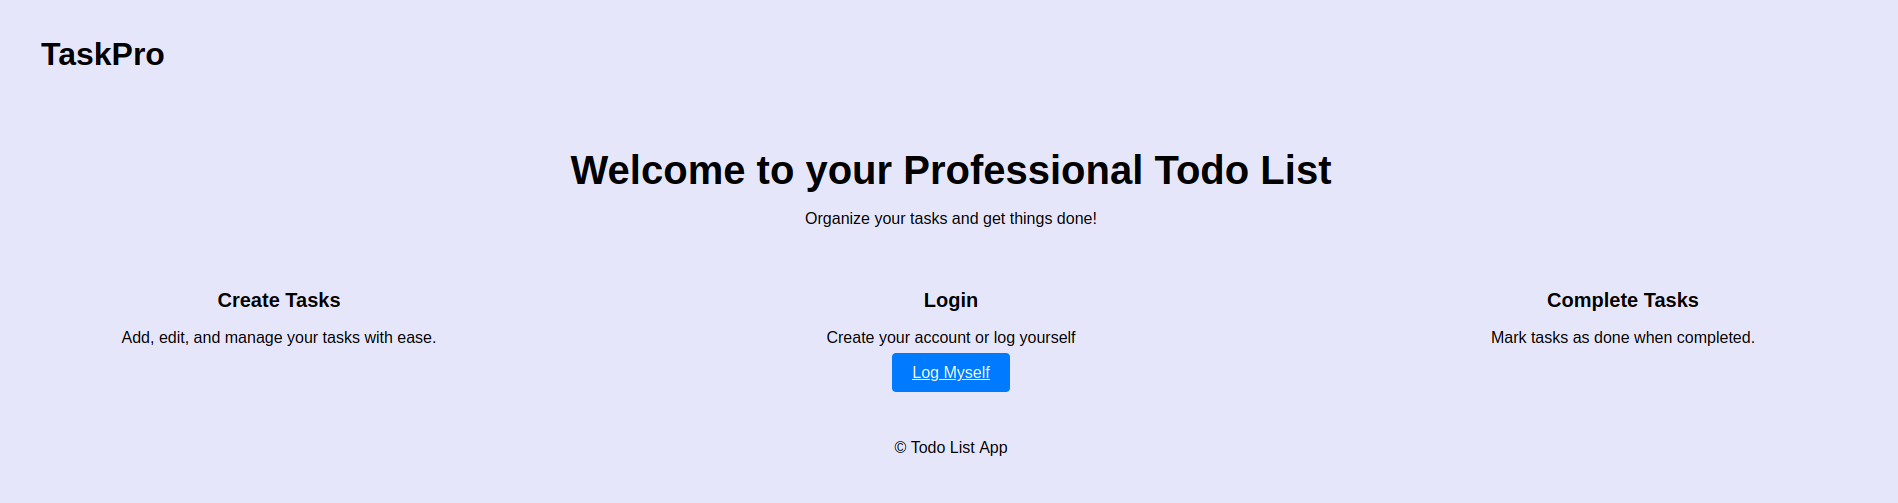 TaskPro
Welcome to your Professional Todo List
Organize your tasks and get things done!
Create Tasks
Add, edit, and manage your tasks with ease.
Login
Create your account or log yourself
Log Myself
Complete Tasks
Mark tasks as done when completed.
© Todo List App